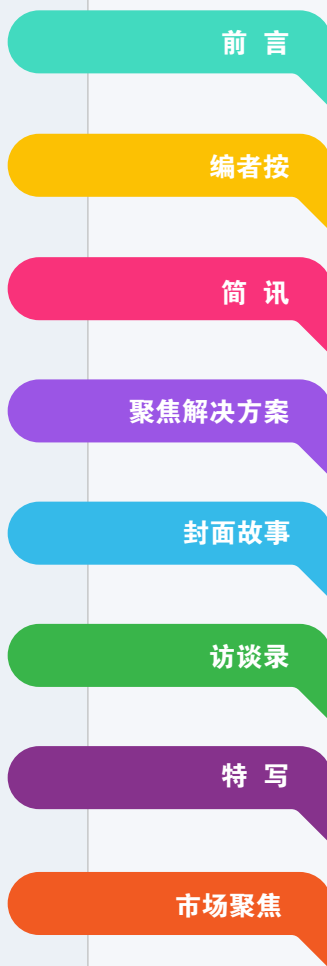 前 言
编者按
简 讯
聚焦解决方案
封面故事
访谈录
特 写
市场聚焦